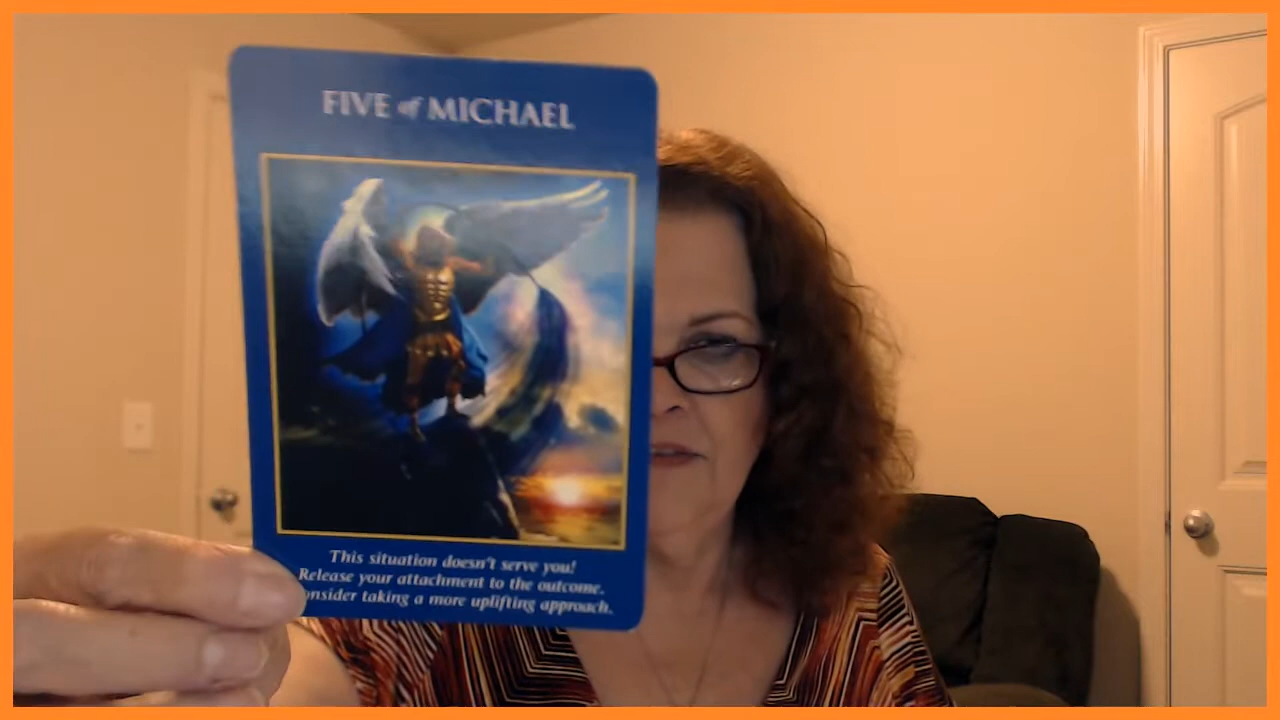 FIVE of MICHAEL
This situation doesn't serve you!
Release your attachment to the outcome.
onsider taking a more uplifting approach.